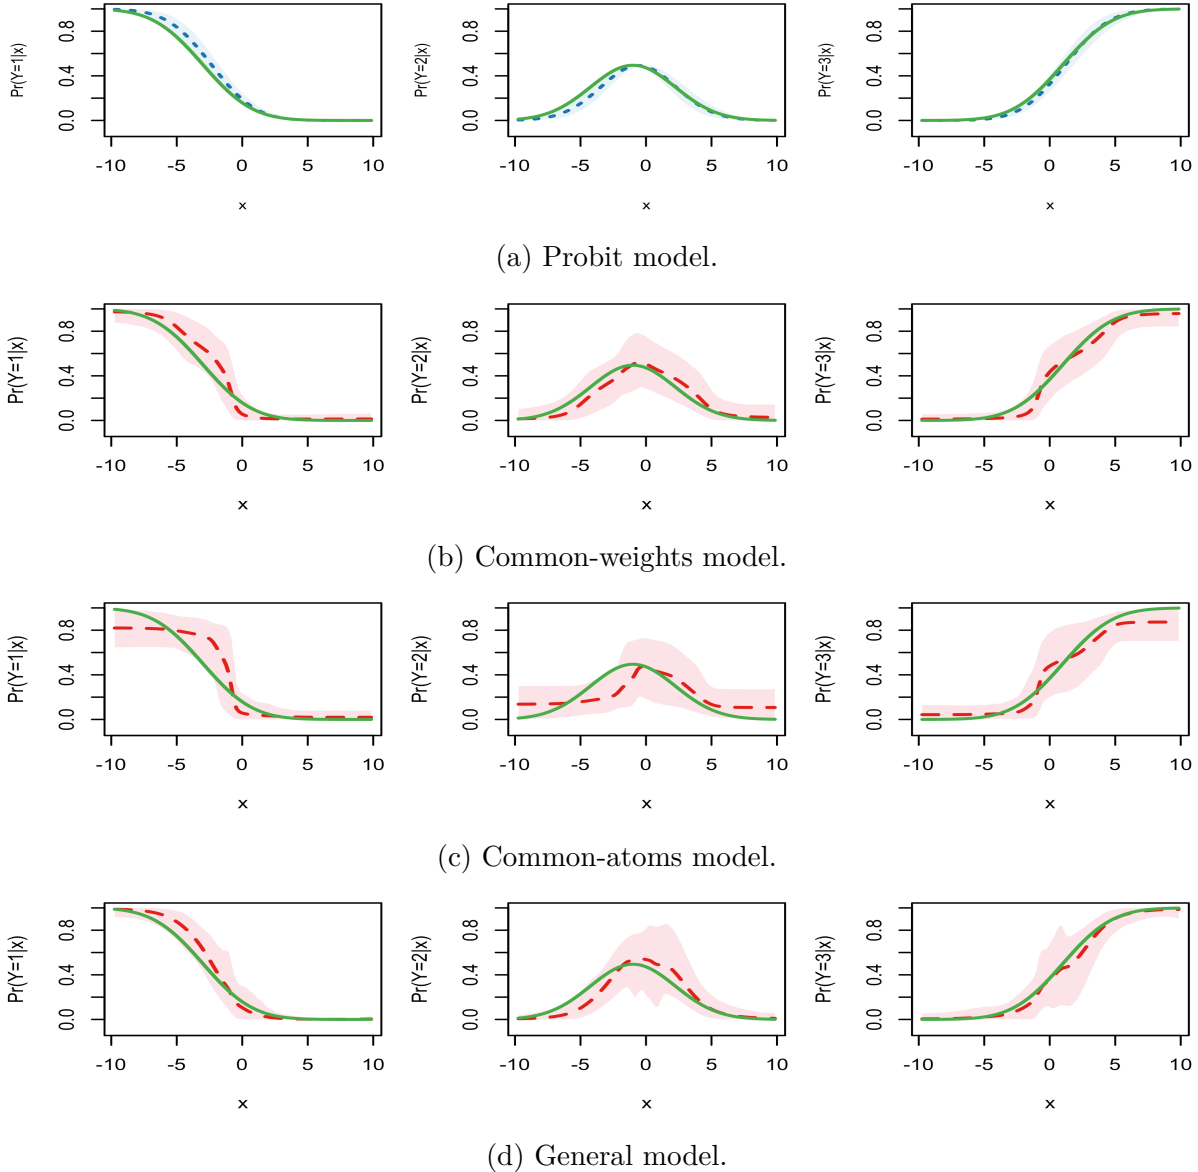 Pr(Y=1|x) Pr(Y=2|x) Pr(Y=3|x)
0.8 0.8 0.8
0.4 0.4 0.4
0.0 0.0 0.0
-10 -5 0 5 10 -10 -5 0 5 10 -10 -5 0 5 10
x x x
(a) Probit model.
Pr(Y=1|x) Pr(Y=2|x) Pr(Y=3|x)
0.8 0.8 0.8
0.4 0.4 0.4
0.0 0.0 0.0
-10 -5 0 5 10 -10 -5 0 5 10 -10 -5 0 5 10
x x x
(b) Common-weights model.
Pr(Y=1|x) Pr(Y=2|x) Pr(Y=3|x)
0.8 0.8 0.8
0.4 0.4 0.4
0.0 0.0 0.0
-10 -5 0 5 10 -10 -5 0 5 10 -10 -5 0 5 10
x x x
(c) Common-atoms model.
Pr(Y=1|x) Pr(Y=2|x) Pr(Y=3|x)
0.8 0.8 0.8
0.4 0.4 0.4
0.0 0.0 0.0
-10 -5 0 5 10 -10 -5 0 5 10 -10 -5 0 5 10
x x x
(d) General model.